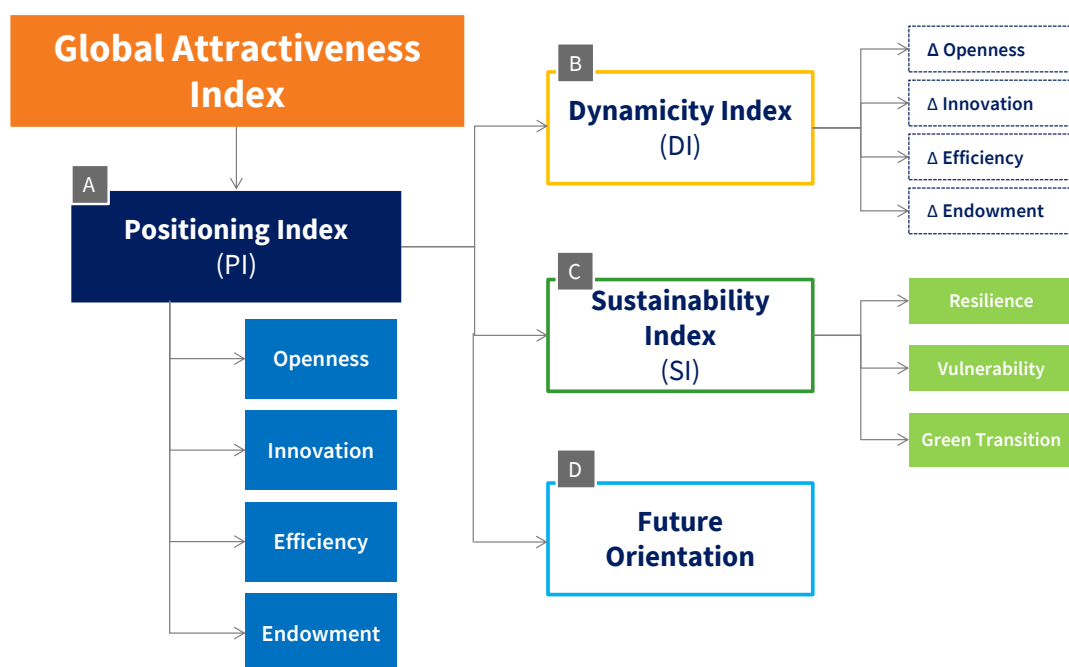 Global Attractiveness
Index
A
Positioning Index
(PI)
Openness
Innovation
Efficiency
Endowment
B
Dynamicity Index
(DI)
Δ Openness
Δ Innovation
Δ Efficiency
Δ Endowment
C
Sustainability
Index
(SI)
Resilience
Vulnerability
Green Transition
D
Future
Orientation